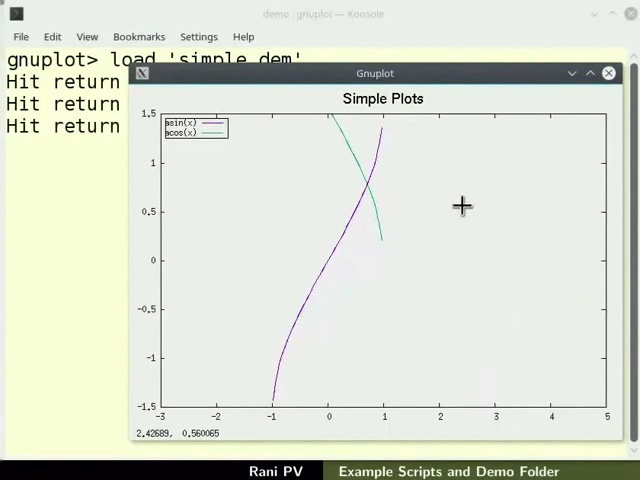 demo : gnuplot — Konsole
File Edit View Bookmarks Settings Help
gnuplot> load 'simple.dem'
Hit return
Hit return
Hit return
Gnuplot
Simple Plots
asin(x)
acos(x)
1.5
1
0.5
0
-0.5
-1
-1.5
-3 -2 -1 0 1 2 3 4 5
2.42689, 0.560065
Rani PV Example Scripts and Demo Folder